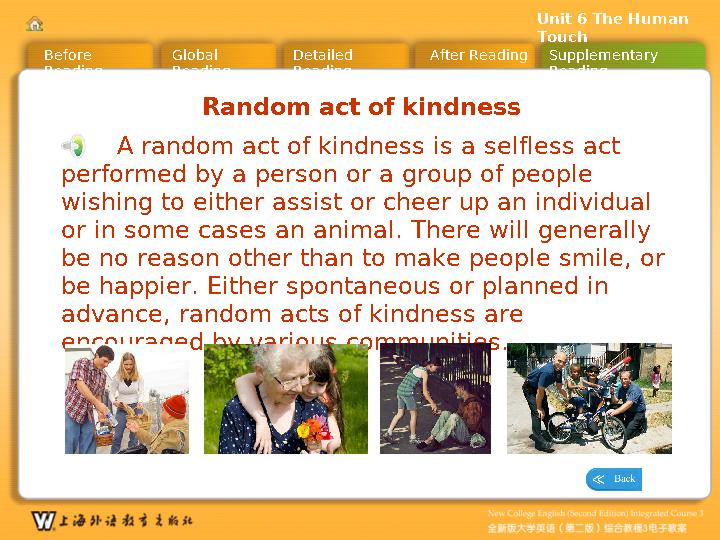 Unit 6 The Human
Touch
Before
Reading
Global
Reading
Detailed
Reading
After Reading
Supplementary
Reading
Random act of kindness
A random act of kindness is a selfless act
performed by a person or a group of people
wishing to either assist or cheer up an individual
or in some cases an animal. There will generally
be no reason other than to make people smile, or
be happier. Either spontaneous or planned in
advance, random acts of kindness are
encouraged by various communities.
Back
上海外语教育出版社
New College English (Second Edition) Integrated Course 3
全新版大学英语（第二版）综合教程3电子教案